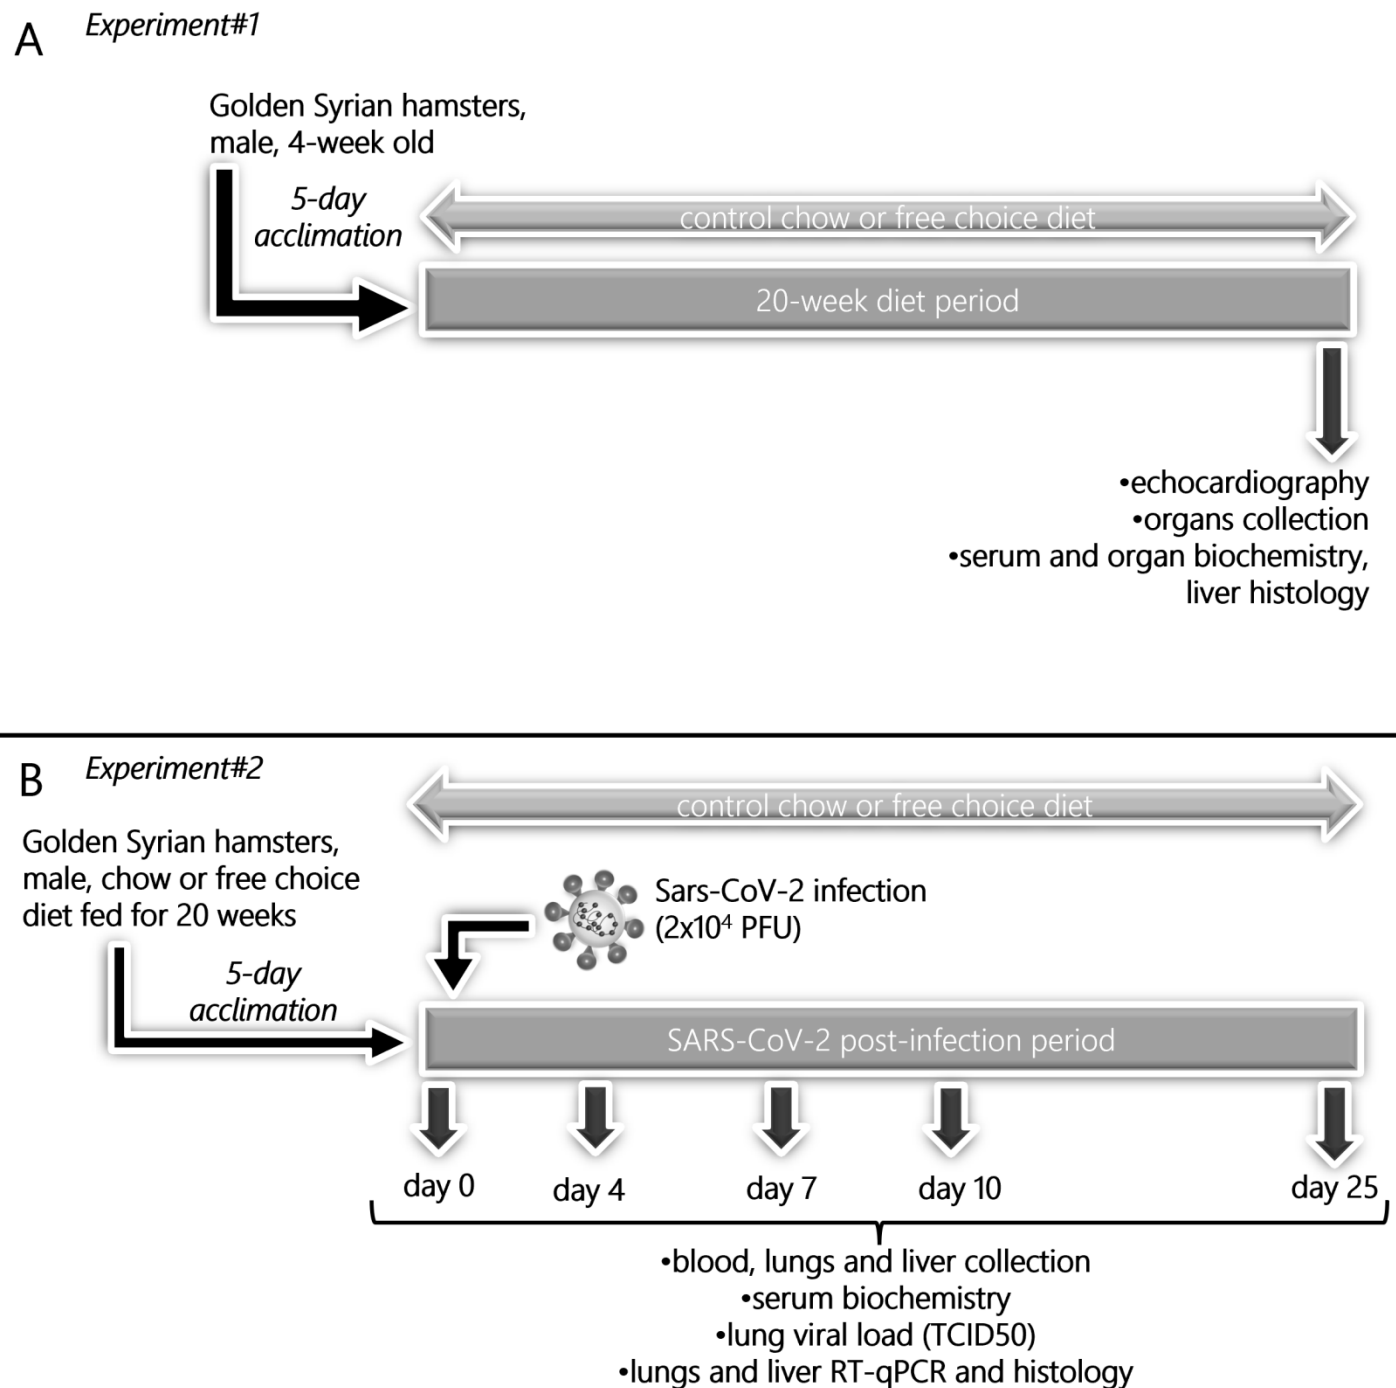 A
Experiment#1
Golden Syrian hamsters,
male, 4-week old
5-day
acclimation
control chow or free choice diet
20-week diet period
•echocardiography
•organs collection
•serum and organ biochemistry,
liver histology
B
Experiment#2
control chow or free choice diet
Golden Syrian hamsters,
male, chow or free choice
diet fed for 20 weeks
Sars-CoV-2 infection
(2x10⁴ PFU)
5-day
acclimation
SARS-CoV-2 post-infection period
day 0
day 4
day 7
day 10
day 25
•blood, lungs and liver collection
•serum biochemistry
•lung viral load (TCID50)
•lungs and liver RT-qPCR and histology